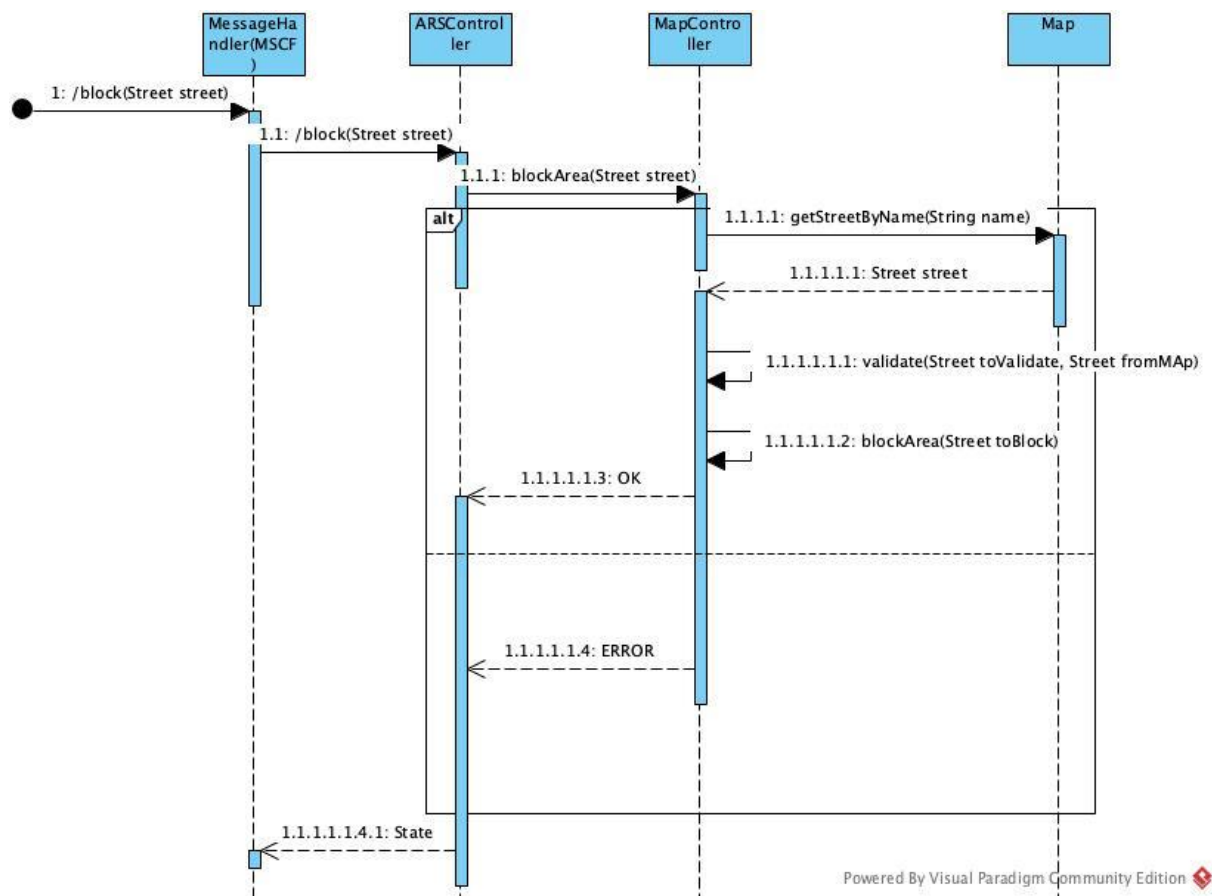 MessageHa
ndler(MSCF
)
ARSControl
ler
MapContro
ller
Map
1: /block(Street street)
1.1: /block(Street street)
1.1.1: blockArea(Street street)
alt
1.1.1.1: getStreetByName(String name)
1.1.1.1.1: Street street
1.1.1.1.1.1: validate(Street toValidate, Street fromMAp)
1.1.1.1.1.2: blockArea(Street toBlock)
1.1.1.1.1.3: OK
1.1.1.1.1.4: ERROR
1.1.1.1.1.4.1: State
Powered By Visual Paradigm Community Edition